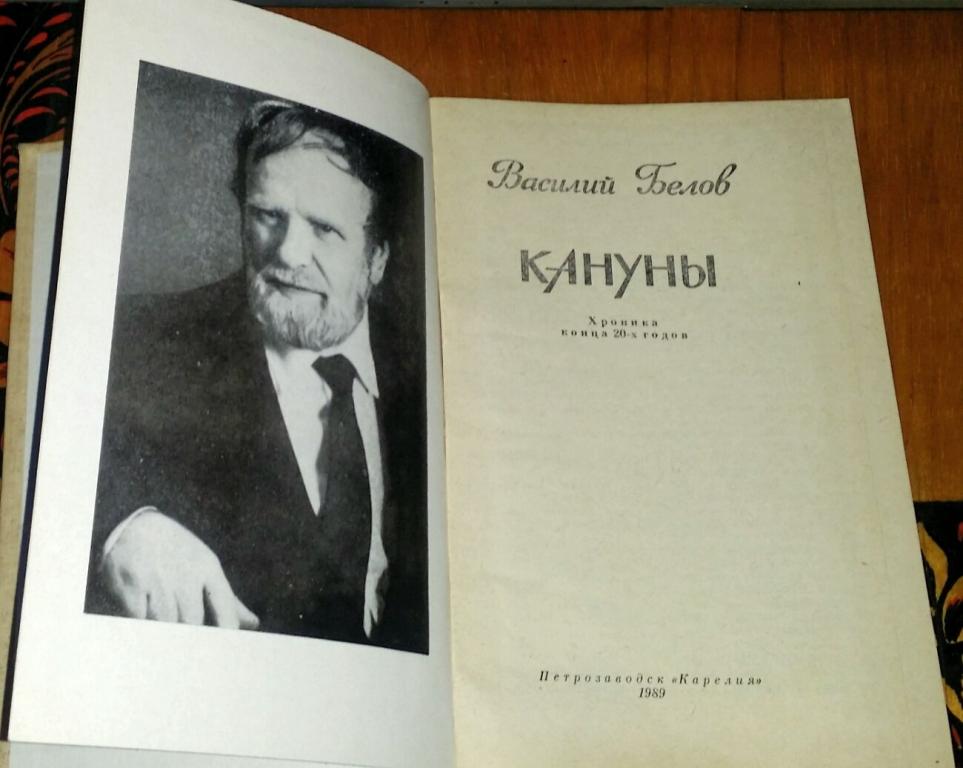 Василий Белов
КАНУНЫ
Хроника
конца 20-х годов
Петрозаводск «Карелия»
1989